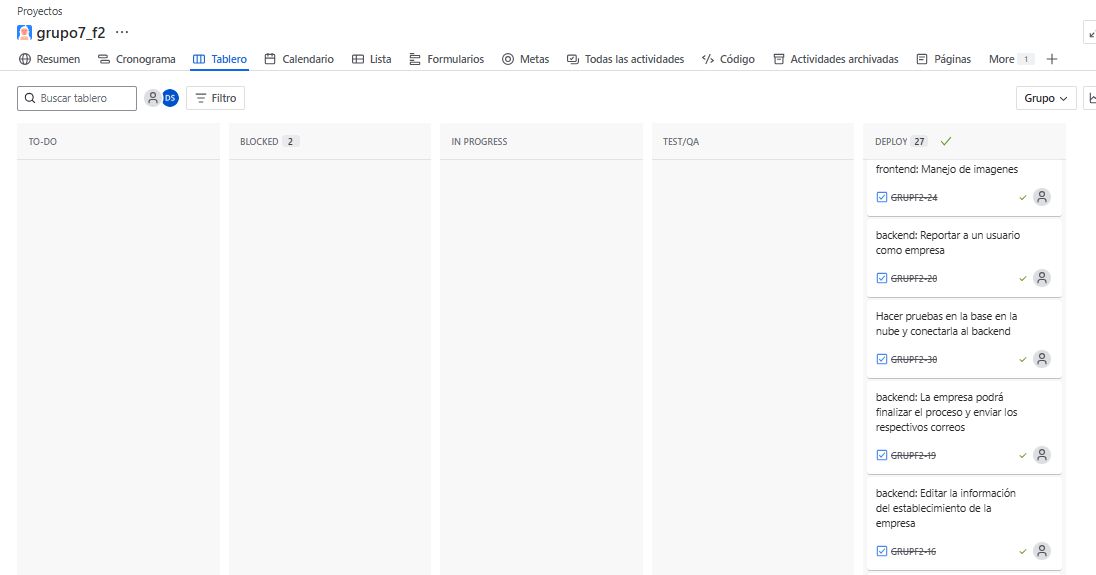 Proyectos
grupo7_f2 ...
Resumen Cronograma Tablero Calendario Lista Formularios Metas Todas las actividades Código Actividades archivadas Páginas More 1
Buscar tablero DS Filtro Grupo
TO-DO BLOCKED 2 IN PROGRESS TEST/QA DEPLOY 27
frontend: Manejo de imagenes
GRUPF2-24
backend: Reportar a un usuario
como empresa
GRUPF2-28
Hacer pruebas en la base en la
nube y conectarla al backend
GRUPF2-30
backend: La empresa podrá
finalizar el proceso y enviar los
respectivos correos
GRUPF2-19
backend: Editar la información
del establecimiento de la
empresa
GRUPF2-16